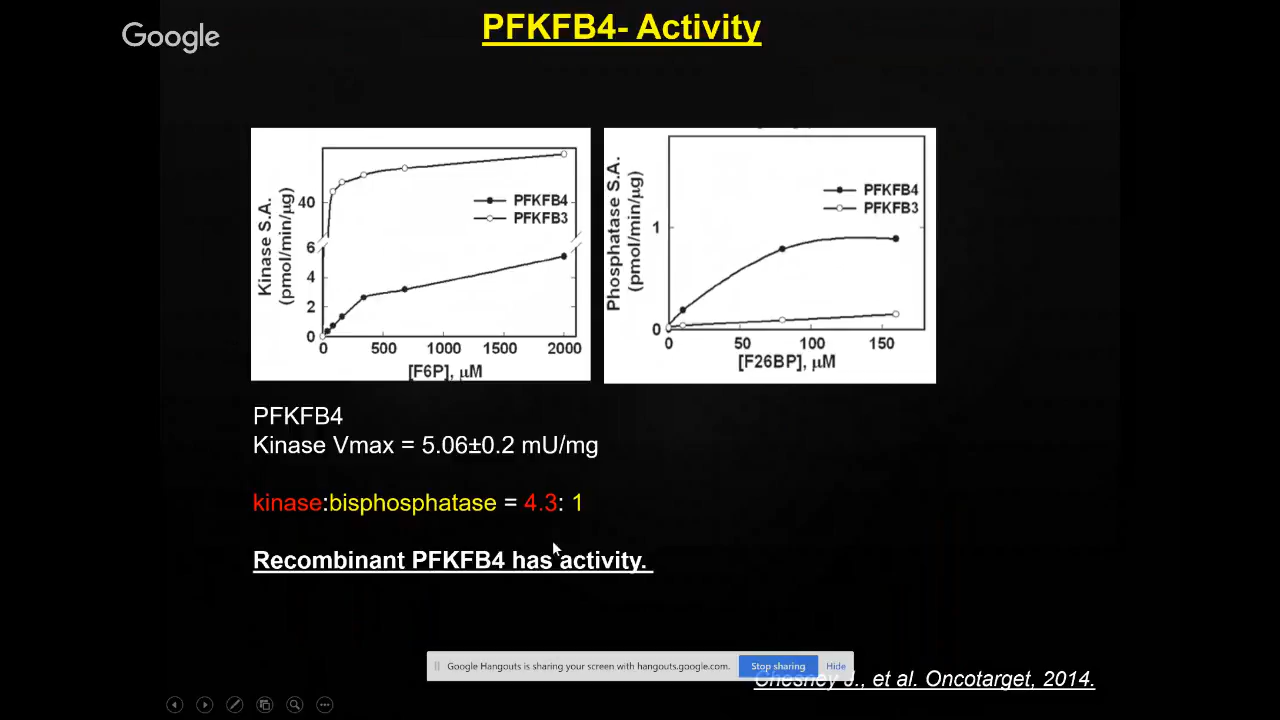 Google
PFKFB4- Activity
Kinase S.A.
(pmol/min/µg)
40
6
4
2
0
PFKFB4
PFKFB3
0 500 1000 1500 2000
[F6P], µM
Phosphatase S.A.
(pmol/min/µg)
1
0
PFKFB4
PFKFB3
0 50 100 150
[F26BP], µM
PFKFB4
Kinase Vmax = 5.06±0.2 mU/mg
kinase:bisphosphatase = 4.3: 1
Recombinant PFKFB4 has activity.
Google Hangouts is sharing your screen with hangouts.google.com. Stop sharing Hide
Chesney J., et al. Oncotarget, 2014.